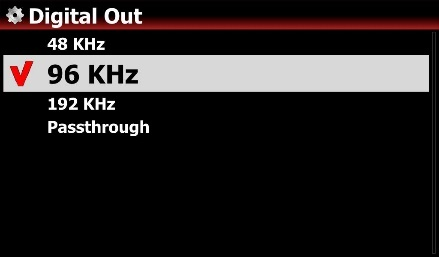 Digital Out
48 KHz
96 KHz
192 KHz
Passthrough